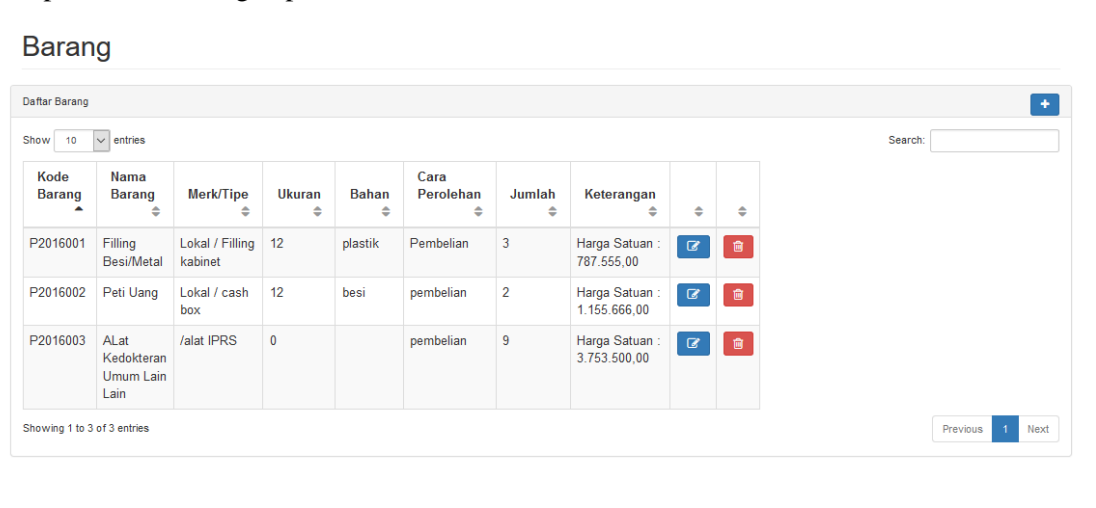 Barang
Daftar Barang
Show 10 entries
Search:
Kode Barang Nama Barang Merk/Tipe Ukuran Bahan Cara Perolehan Jumlah Keterangan
P2016001 Filling Besi/Metal Lokal / Filling kabinet 12 plastik Pembelian 3 Harga Satuan : 787.555,00
P2016002 Peti Uang Lokal / cash box 12 besi pembelian 2 Harga Satuan : 1.155.666,00
P2016003 ALat Kedokteran Umum Lain Lain /alat IPRS 0 pembelian 9 Harga Satuan : 3.753.500,00
Showing 1 to 3 of 3 entries
Previous 1 Next